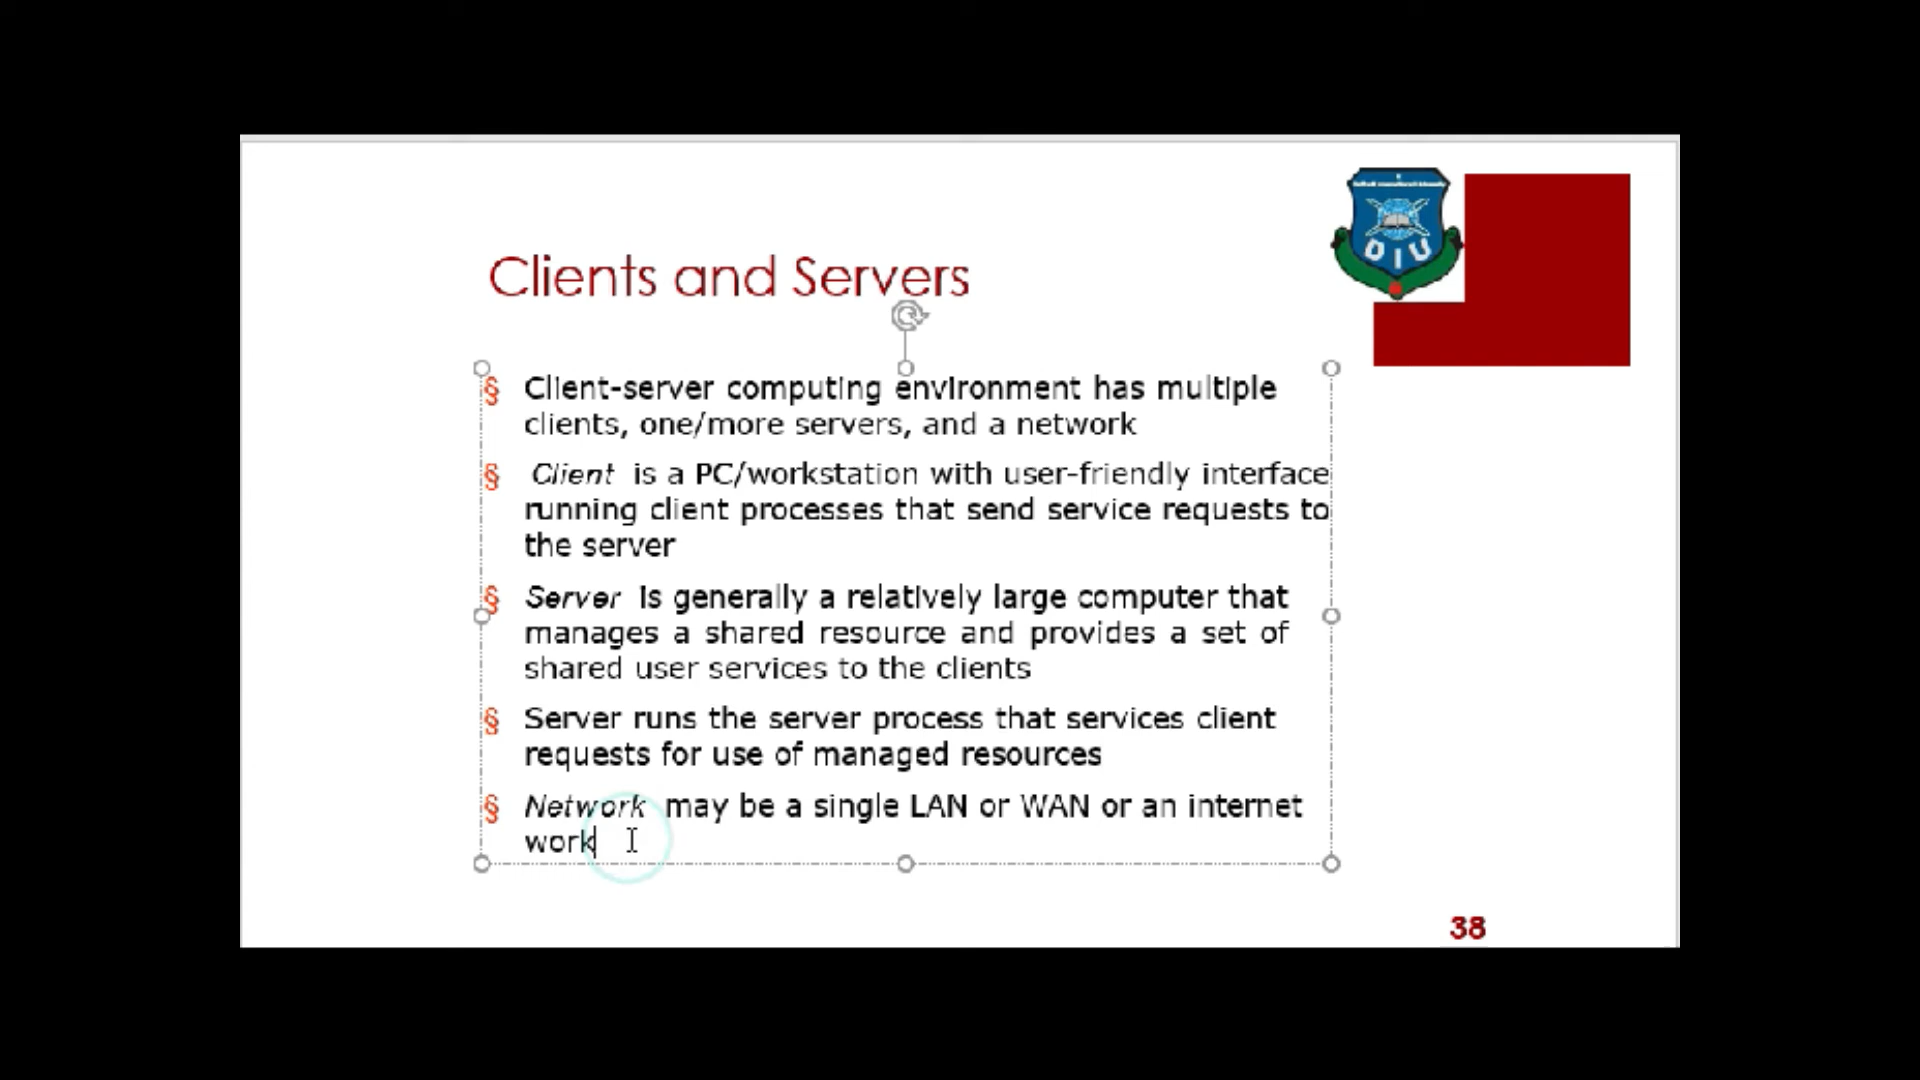 DIU
Clients and Servers
§ Client-server computing environment has multiple
clients, one/more servers, and a network
§ Client is a PC/workstation with user-friendly interface
running client processes that send service requests to
the server
§ Server is generally a relatively large computer that
manages a shared resource and provides a set of
shared user services to the clients
§ Server runs the server process that services client
requests for use of managed resources
§ Network may be a single LAN or WAN or an internet
work
38